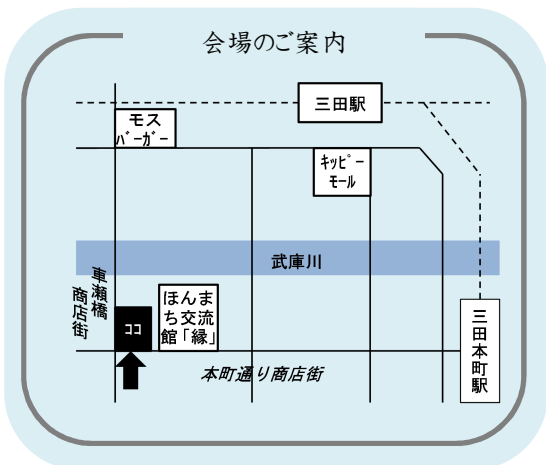 会場のご案内
三田駅
モス
バーガー
キッピー
モール
武庫川
車瀬橋
商店街
ココ
ほんま
ち交流
館「縁」
三田本町駅
本町通り商店街